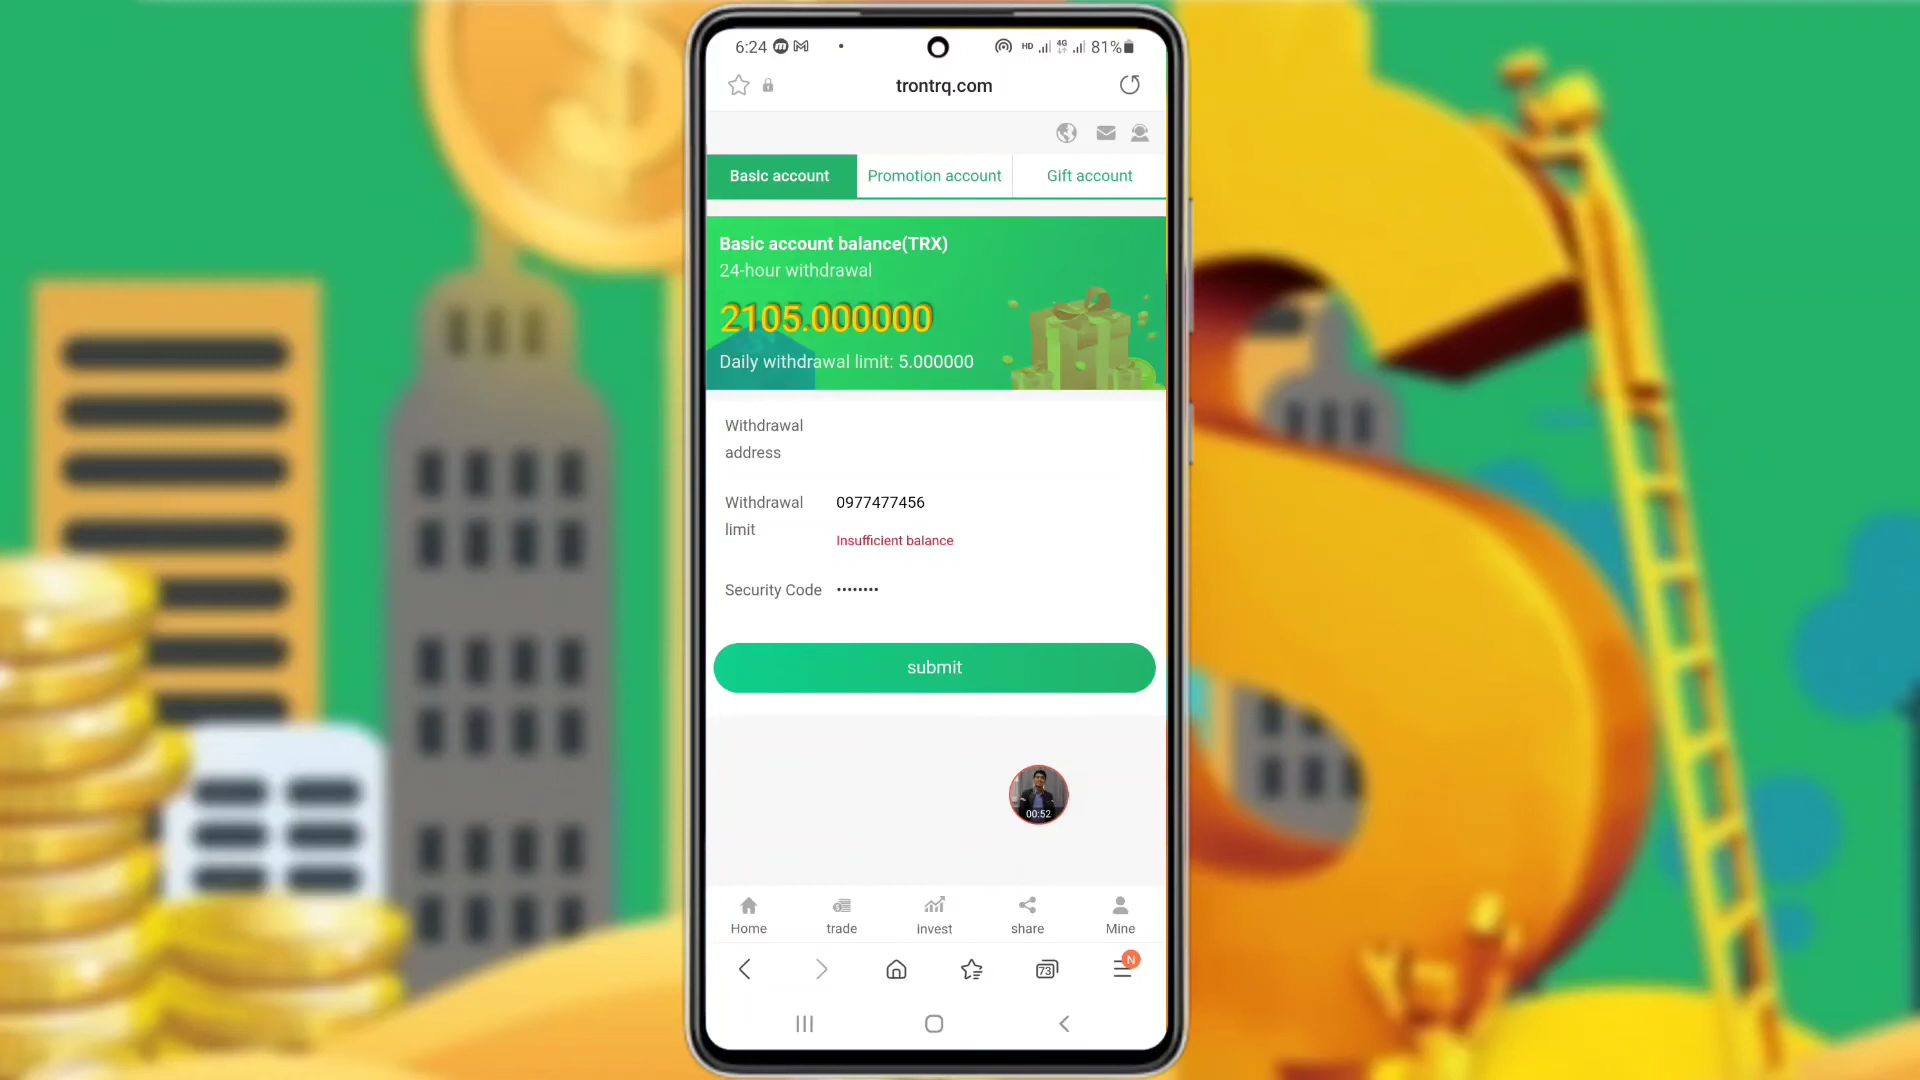 6:24
HD 4G 81%
trontrq.com
Basic account Promotion account Gift account
Basic account balance(TRX)
24-hour withdrawal
2105.000000
Daily withdrawal limit: 5.000000
Withdrawal
address
Withdrawal 0977477456
limit
Insufficient balance
Security Code ••••••••
submit
00:52
Home trade invest share Mine
73 N